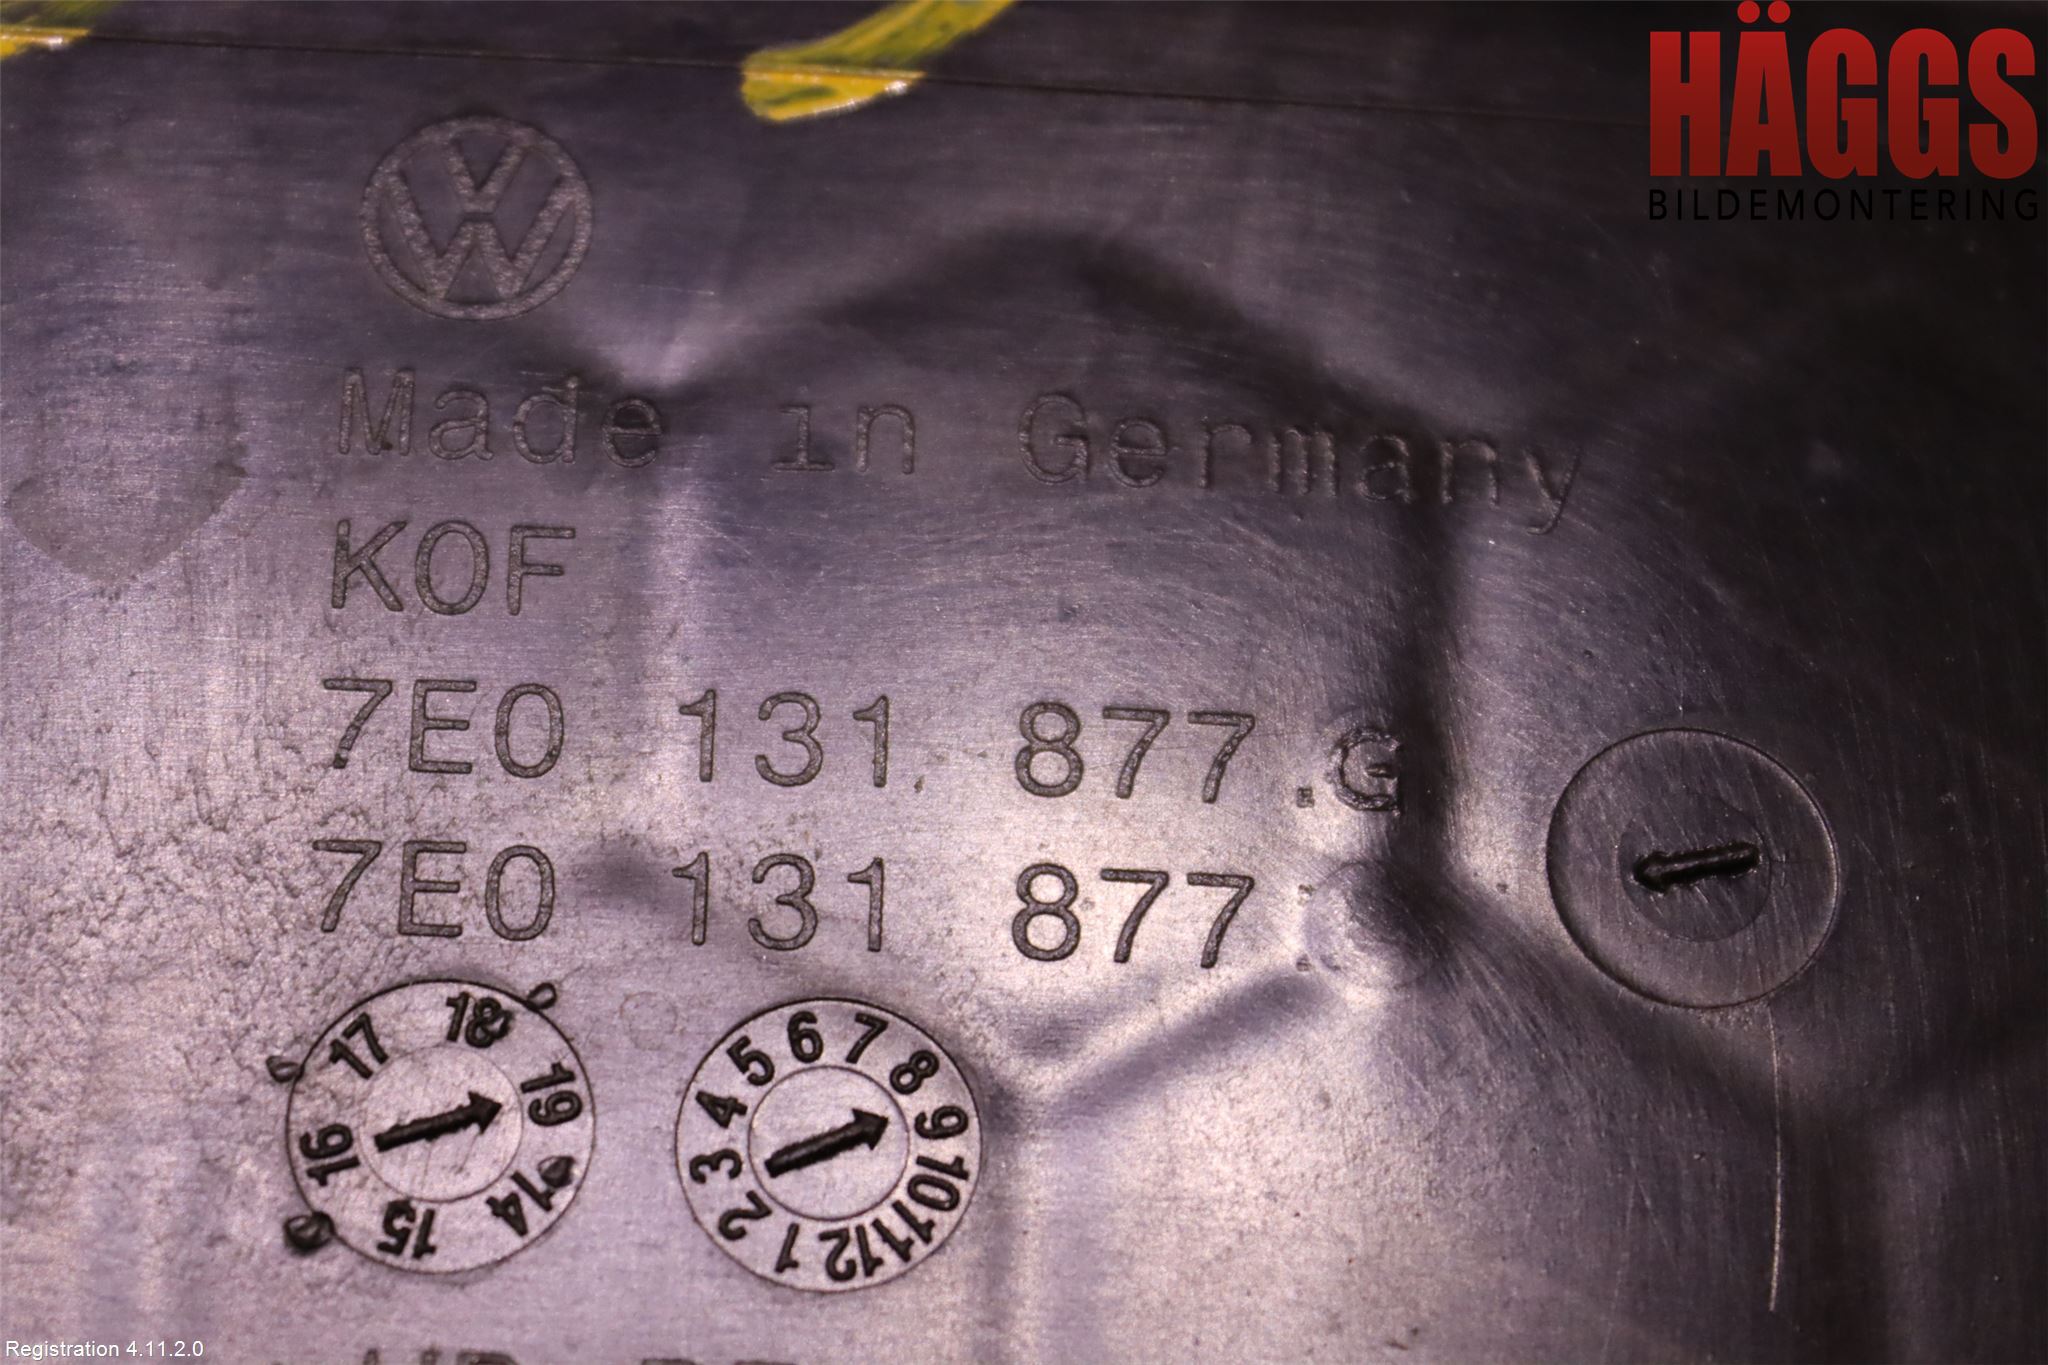 HÄGGS
BILDEMONTERING
Made in Germany
KOF
7E0 131 877 .G
7E0 131 877
16 17 18 19 14 15
1 2 3 4 5 6 7 8 9 10 11 12
Registration 4.11.2.0